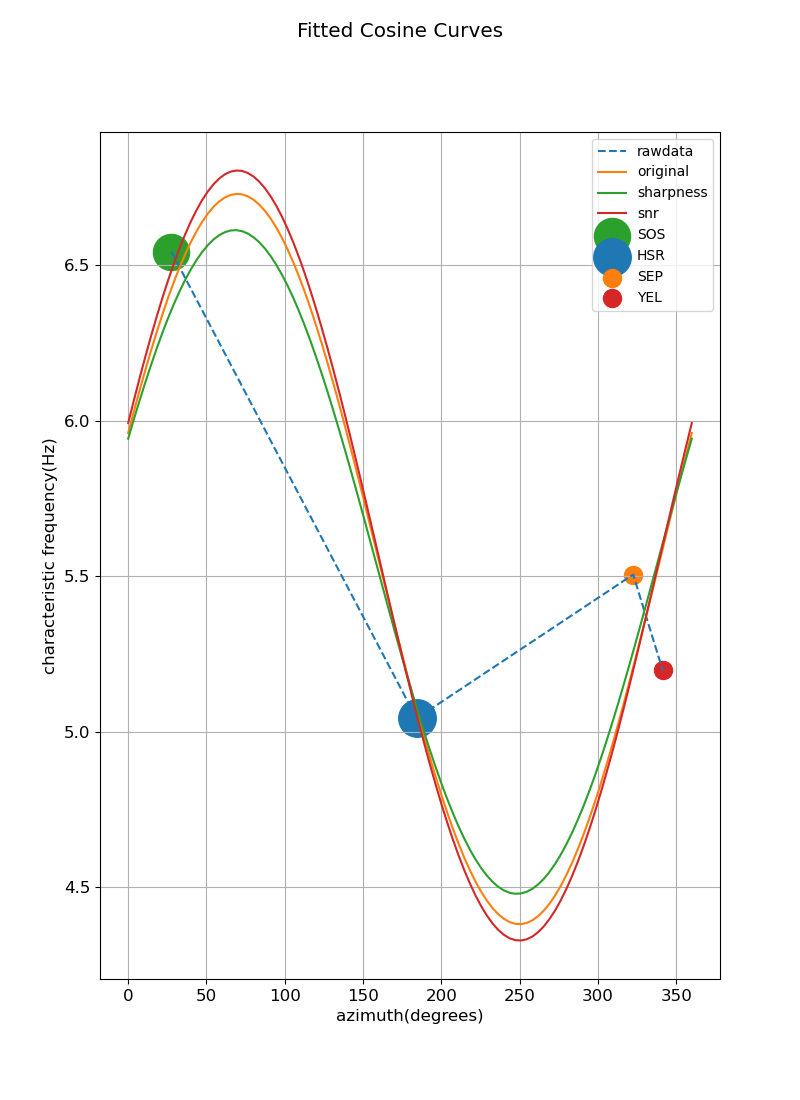 Fitted Cosine Curves
rawdata
original
sharpness
snr
SOS
HSR
SEP
YEL
characteristic frequency(Hz)
6.5
6.0
5.5
5.0
4.5
0 50 100 150 200 250 300 350
azimuth(degrees)